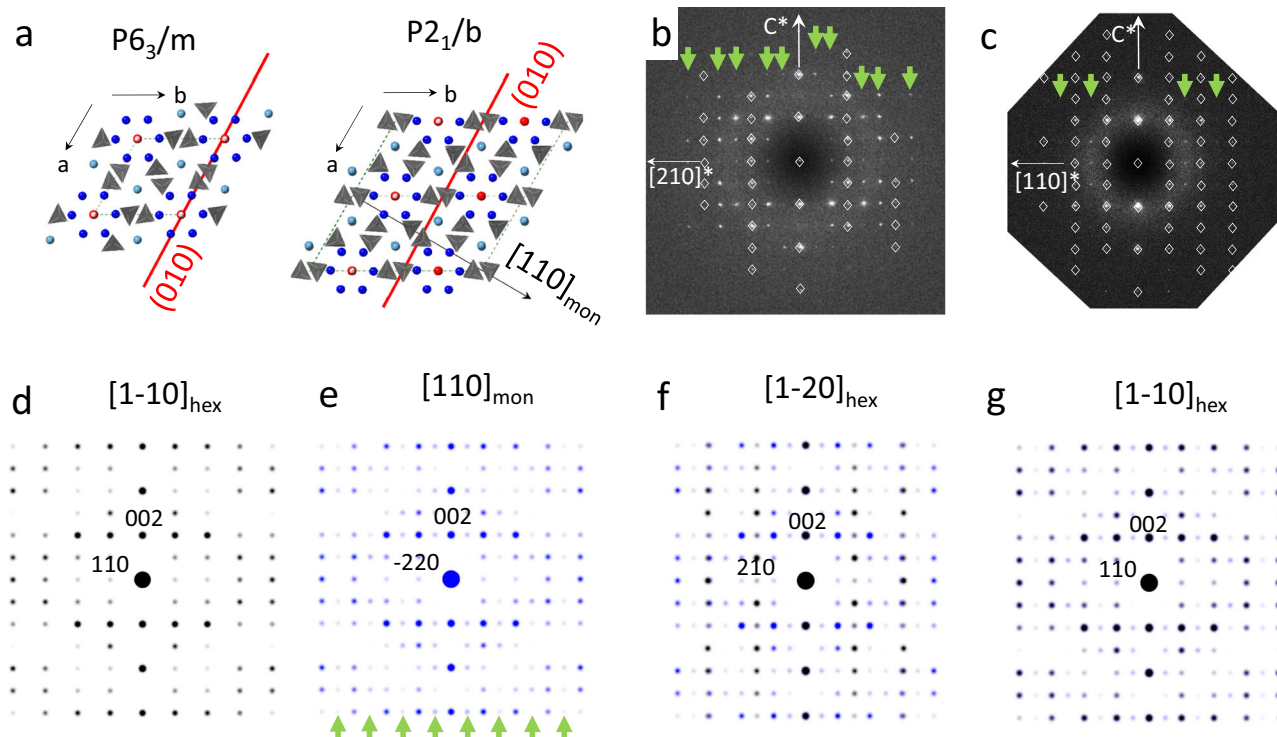 a
P6₃/m
b
a
(010)
P2₁/b
b
a
(010)
[110]mon
b
C*
[210]*
c
C*
[110]*
d
[1-10]hex
002
110
e
[110]mon
002
-220
f
[1-20]hex
002
210
g
[1-10]hex
002
110